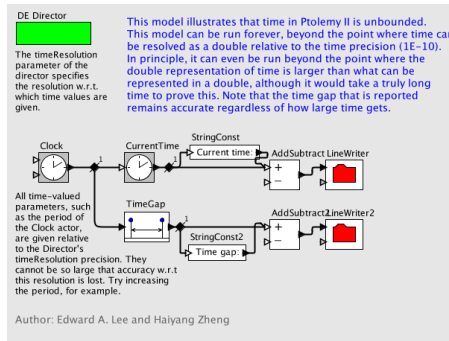 DE Director
This model illustrates that time in Ptolemy II is unbounded.
This model can be run forever, beyond the point where time can
be resolved as a double relative to the time precision (1E-10).
In principle, it can even be run beyond the point where the
double representation of time is larger than what can be
represented in a double, although it would take a truly long
time to prove this. Note that the time gap that is reported
remains accurate regardless of how large time gets.
The timeResolution
parameter of the
director specifies
the resolution w.r.t.
which time values are
given.
Clock
CurrentTime
StringConst
Current time:
AddSubtract
LineWriter
1
1
+
−
All time-valued
parameters, such
as the period of
the Clock actor,
are given relative
to the Director's
timeResolution precision. They
cannot be so large that accuracy w.r.t
this resolution is lost. Try increasing
the period, for example.
TimeGap
1
StringConst2
Time gap:
AddSubtract2
LineWriter2
+
−
Author: Edward A. Lee and Haiyang Zheng